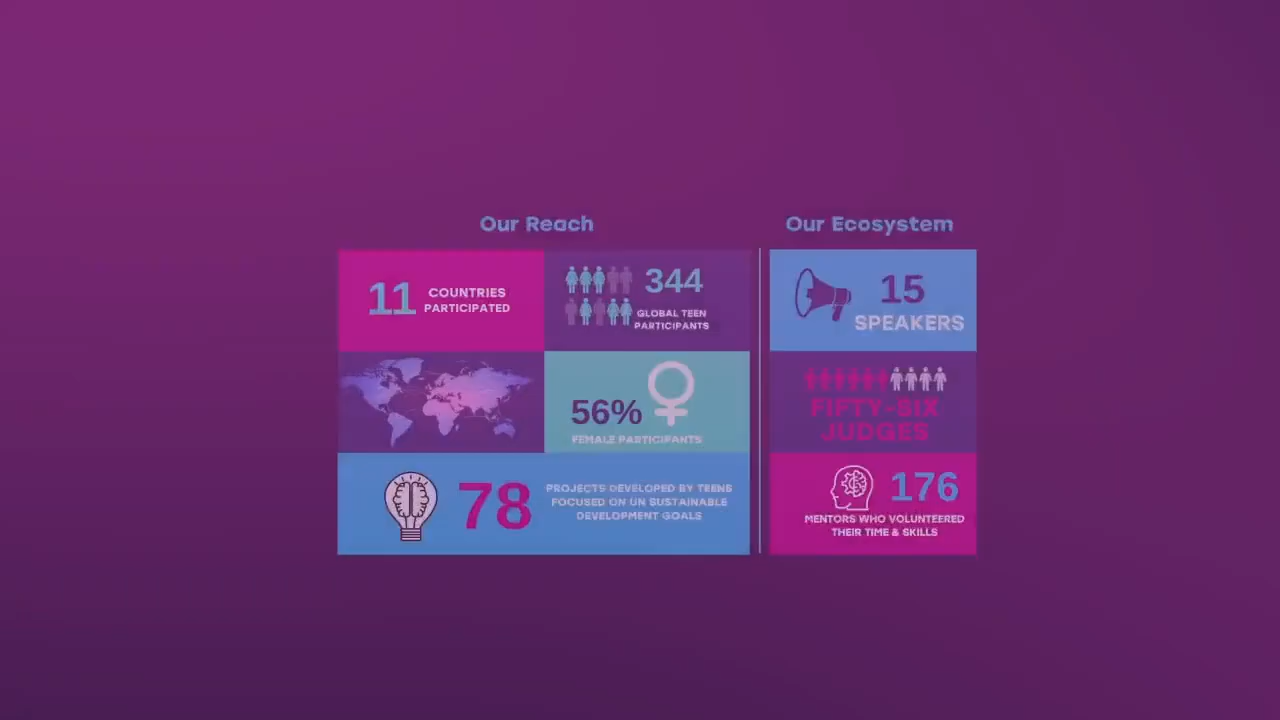 Our Reach
11
COUNTRIES
PARTICIPATED
344
GLOBAL TEEN
PARTICIPANTS
56%
FEMALE PARTICIPANTS
78
PROJECTS DEVELOPED BY TEENS
FOCUSED ON UN SUSTAINABLE
DEVELOPMENT GOALS
Our Ecosystem
15
SPEAKERS
FIFTY-SIX
JUDGES
176
MENTORS WHO VOLUNTEERED
THEIR TIME & SKILLS